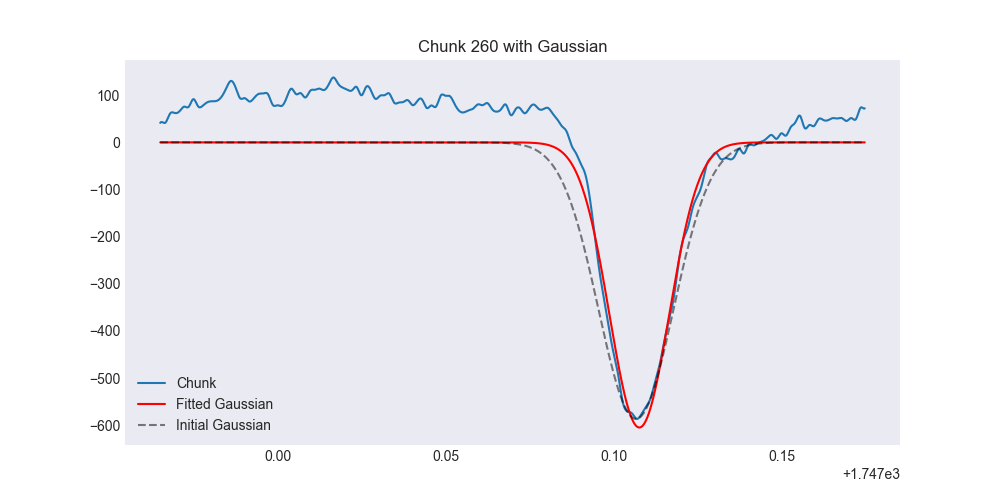 Chunk 260 with Gaussian
100
0
−100
−200
−300
−400
−500
−600
Chunk
Fitted Gaussian
Initial Gaussian
0.00 0.05 0.10 0.15
+1.747e3